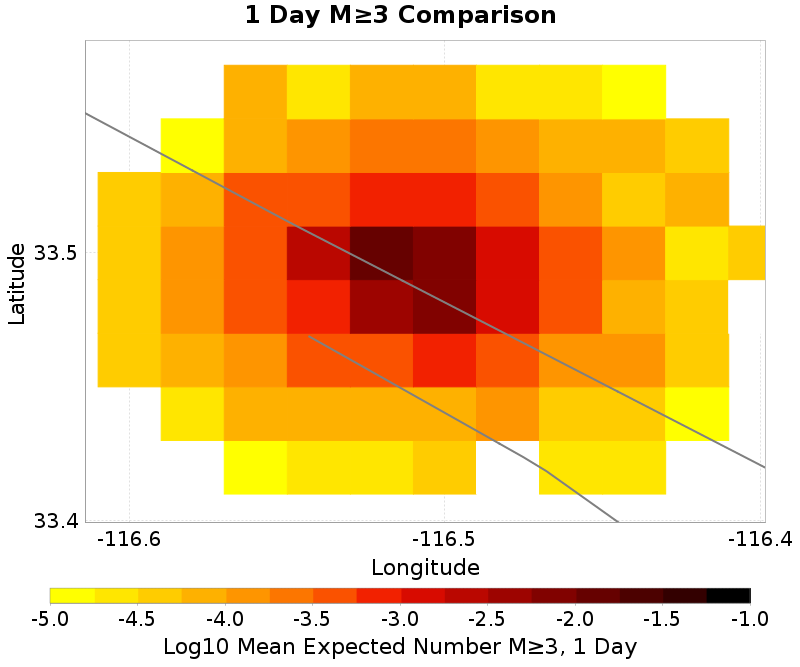 1 Day M≥3 Comparison
Latitude
33.5
33.4
-116.6 -116.5 -116.4
Longitude
-5.0 -4.5 -4.0 -3.5 -3.0 -2.5 -2.0 -1.5 -1.0
Log10 Mean Expected Number M≥3, 1 Day